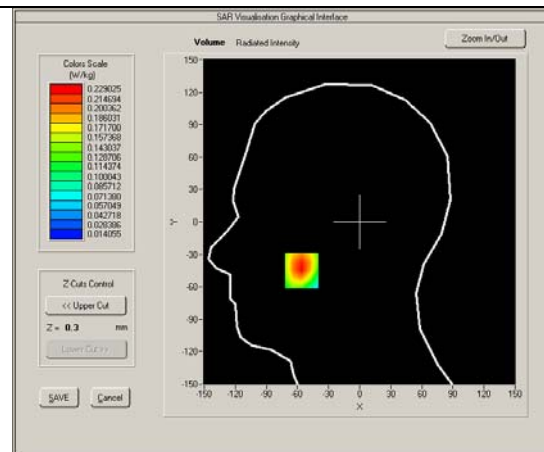 SAR Visualisation Graphical Interface
Volume Radiated Intensity
Zoom In/Out
Colors Scale
(W/kg)
0.229025
0.214694
0.200362
0.186031
0.171700
0.157368
0.143037
0.128706
0.114374
0.100043
0.085712
0.071380
0.057049
0.042718
0.028386
0.014055
Z Cuts Control
<< Upper Cut
Z = 0.3 mm
Lower Cut >>
SAVE Cancel
Y
150
120
90
60
30
0
-30
-60
-90
-120
-150
-150 -120 -90 -60 -30 0 30 60 90 120 150
X